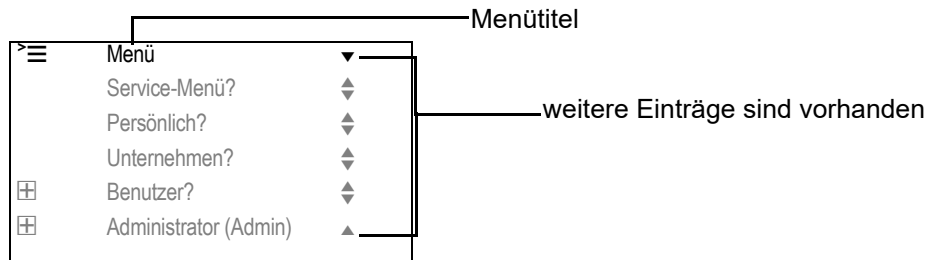 Menütitel
Menü
Service-Menü?
Persönlich?
weitere Einträge sind vorhanden
Unternehmen?
Benutzer?
Administrator (Admin)